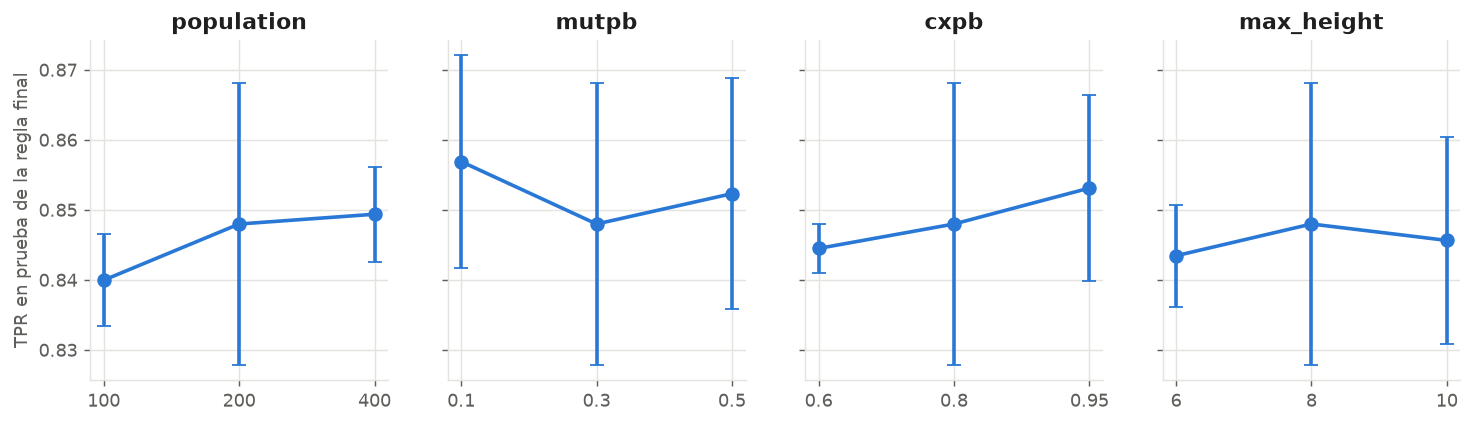 population
mutpb
cxpb
max_height
TPR en prueba de la regla final
0.87
0.86
0.85
0.84
0.83
100 200 400
0.1 0.3 0.5
0.6 0.8 0.95
6 8 10